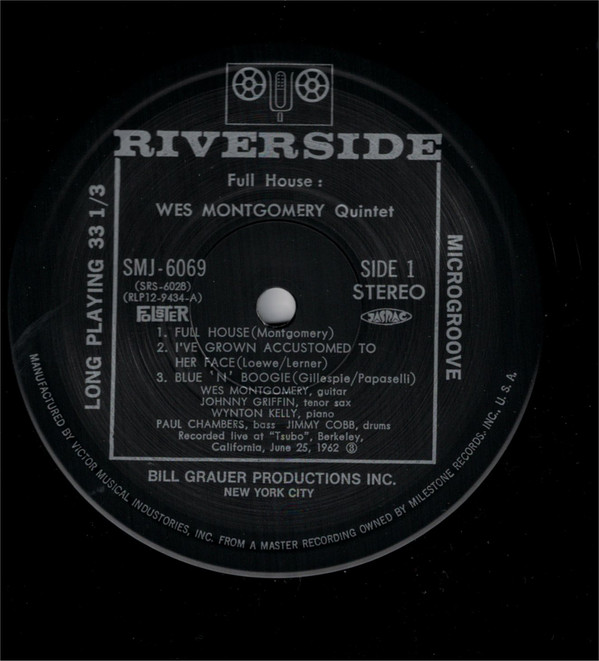 RIVERSIDE
Full House:
WES MONTGOMERY Quintet
LONG PLAYING 33 1/3
MICROGROOVE
SMJ-6069
(SRS-6028)
(RLP12-9434-A)
SIDE 1
STEREO
JASRAC
1. FULL HOUSE (Montgomery)
2. I'VE GROWN ACCUSTOMED TO
HER FACE (Loewe/Lerner)
3. BLUE 'N' BOOGIE (Gillespie/Papaselli)
WES MONTGOMERY, guitar
JOHNNY GRIFFIN, tenor sax
WYNTON KELLY, piano
PAUL CHAMBERS, bass JIMMY COBB, drums
Recorded live at "Tsubo", Berkeley,
California, June 25, 1962
BILL GRAUER PRODUCTIONS INC.
NEW YORK CITY
MANUFACTURED BY VICTOR MUSICAL INDUSTRIES, INC. FROM A MASTER RECORDING OWNED BY MILESTONE RECORDS, INC., U.S.A.